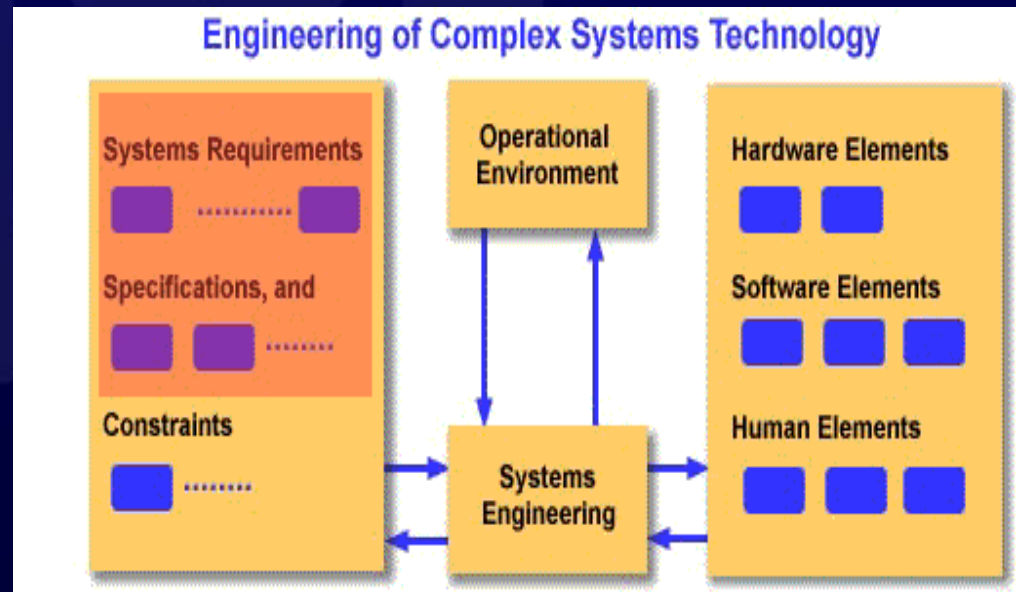 Engineering of Complex Systems Technology
Systems Requirements
Specifications, and
Constraints
Operational
Environment
Systems
Engineering
Hardware Elements
Software Elements
Human Elements